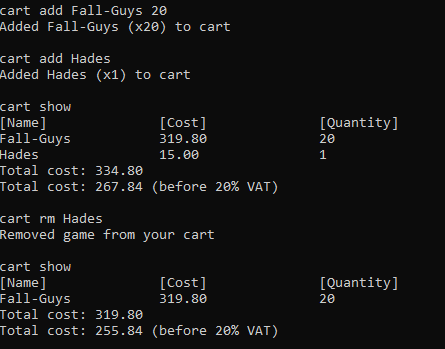 cart add Fall-Guys 20
Added Fall-Guys (x20) to cart
cart add Hades
Added Hades (x1) to cart
cart show
[Name] [Cost] [Quantity]
Fall-Guys 319.80 20
Hades 15.00 1
Total cost: 334.80
Total cost: 267.84 (before 20% VAT)
cart rm Hades
Removed game from your cart
cart show
[Name] [Cost] [Quantity]
Fall-Guys 319.80 20
Total cost: 319.80
Total cost: 255.84 (before 20% VAT)